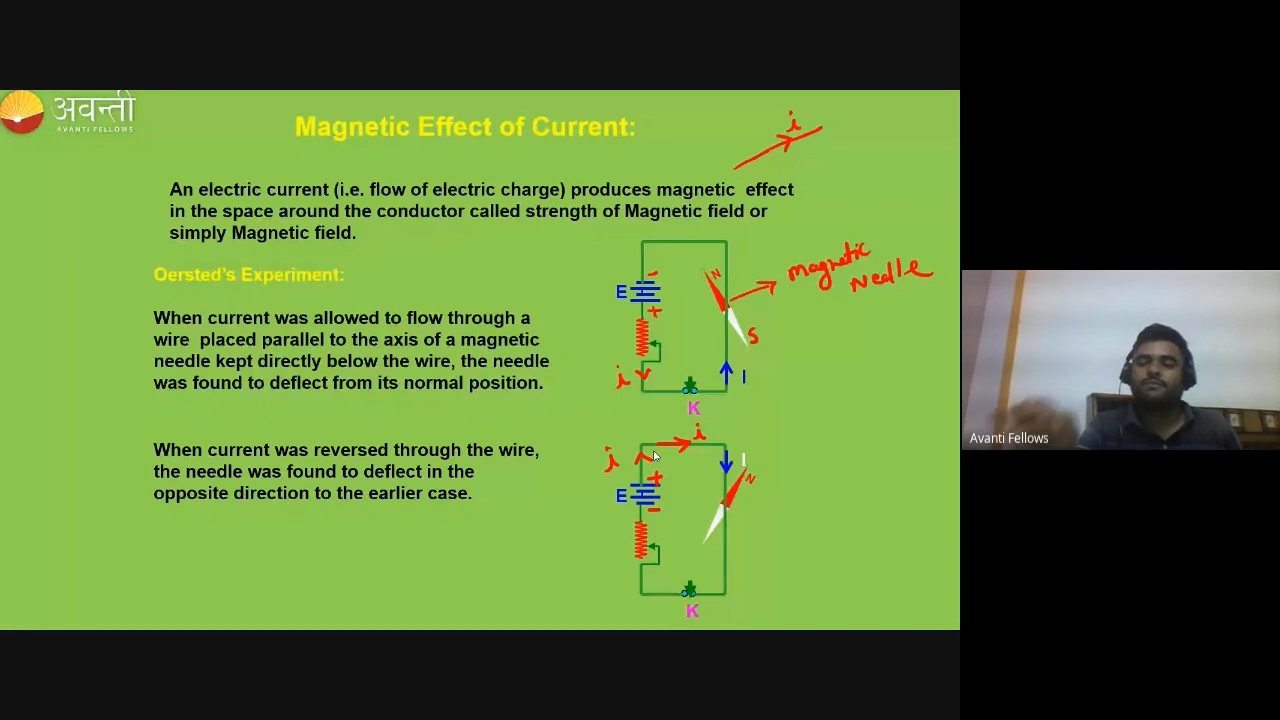 अवन्ती
AVANTI FELLOWS
Magnetic Effect of Current:
i
An electric current (i.e. flow of electric charge) produces magnetic effect
in the space around the conductor called strength of Magnetic field or
simply Magnetic field.
Oersted's Experiment:
When current was allowed to flow through a
wire placed parallel to the axis of a magnetic
needle kept directly below the wire, the needle
was found to deflect from its normal position.
- N magnetic
Nedle
E
+
S
i I
K
When current was reversed through the wire,
the needle was found to deflect in the
opposite direction to the earlier case.
i
i I
+ N
E
-
K
Avanti Fellows